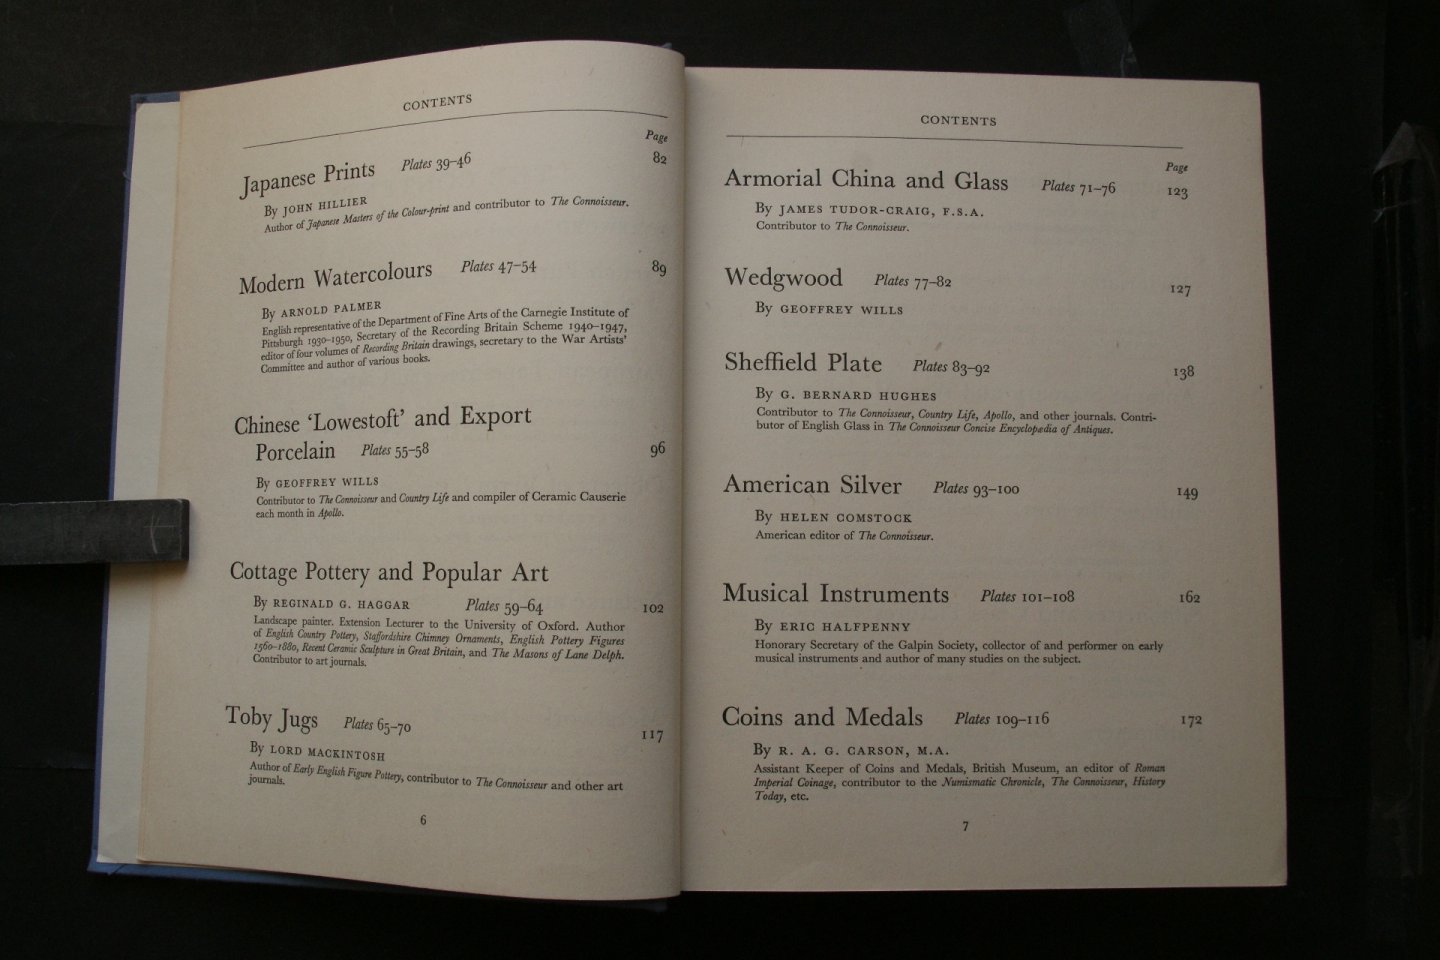 CONTENTS
Page
Japanese Prints Plates 39–46 82
By JOHN HILLIER
Author of Japanese Masters of the Colour-print and contributor to The Connoisseur.
Modern Watercolours Plates 47–54 89
By ARNOLD PALMER
English representative of the Department of Fine Arts of the Carnegie Institute of
Pittsburgh 1930–1950, Secretary of the Recording Britain Scheme 1940–1947,
editor of four volumes of Recording Britain drawings, secretary to the War Artists'
Committee and author of various books.
Chinese ‘Lowestoft’ and Export
Porcelain Plates 55–58 96
By GEOFFREY WILLS
Contributor to The Connoisseur and Country Life and compiler of Ceramic Causerie
each month in Apollo.
Cottage Pottery and Popular Art
By REGINALD G. HAGGAR Plates 59–64 102
Landscape painter. Extension Lecturer to the University of Oxford. Author
of English Country Pottery, Staffordshire Chimney Ornaments, English Pottery Figures
1560–1880, Recent Ceramic Sculpture in Great Britain, and The Masons of Lane Delph.
Contributor to art journals.
Toby Jugs Plates 65–70 117
By LORD MACKINTOSH
Author of Early English Figure Pottery, contributor to The Connoisseur and other art
journals.
6
CONTENTS
Page
Armorial China and Glass Plates 71–76 123
By JAMES TUDOR-CRAIG, F.S.A.
Contributor to The Connoisseur.
Wedgwood Plates 77–82 127
By GEOFFREY WILLS
Sheffield Plate Plates 83–92 138
By G. BERNARD HUGHES
Contributor to The Connoisseur, Country Life, Apollo, and other journals. Contri-
butor of English Glass in The Connoisseur Concise Encyclopædia of Antiques.
American Silver Plates 93–100 149
By HELEN COMSTOCK
American editor of The Connoisseur.
Musical Instruments Plates 101–108 162
By ERIC HALFPENNY
Honorary Secretary of the Galpin Society, collector of and performer on early
musical instruments and author of many studies on the subject.
Coins and Medals Plates 109–116 172
By R. A. G. CARSON, M.A.
Assistant Keeper of Coins and Medals, British Museum, an editor of Roman
Imperial Coinage, contributor to the Numismatic Chronicle, The Connoisseur, History
Today, etc.
7